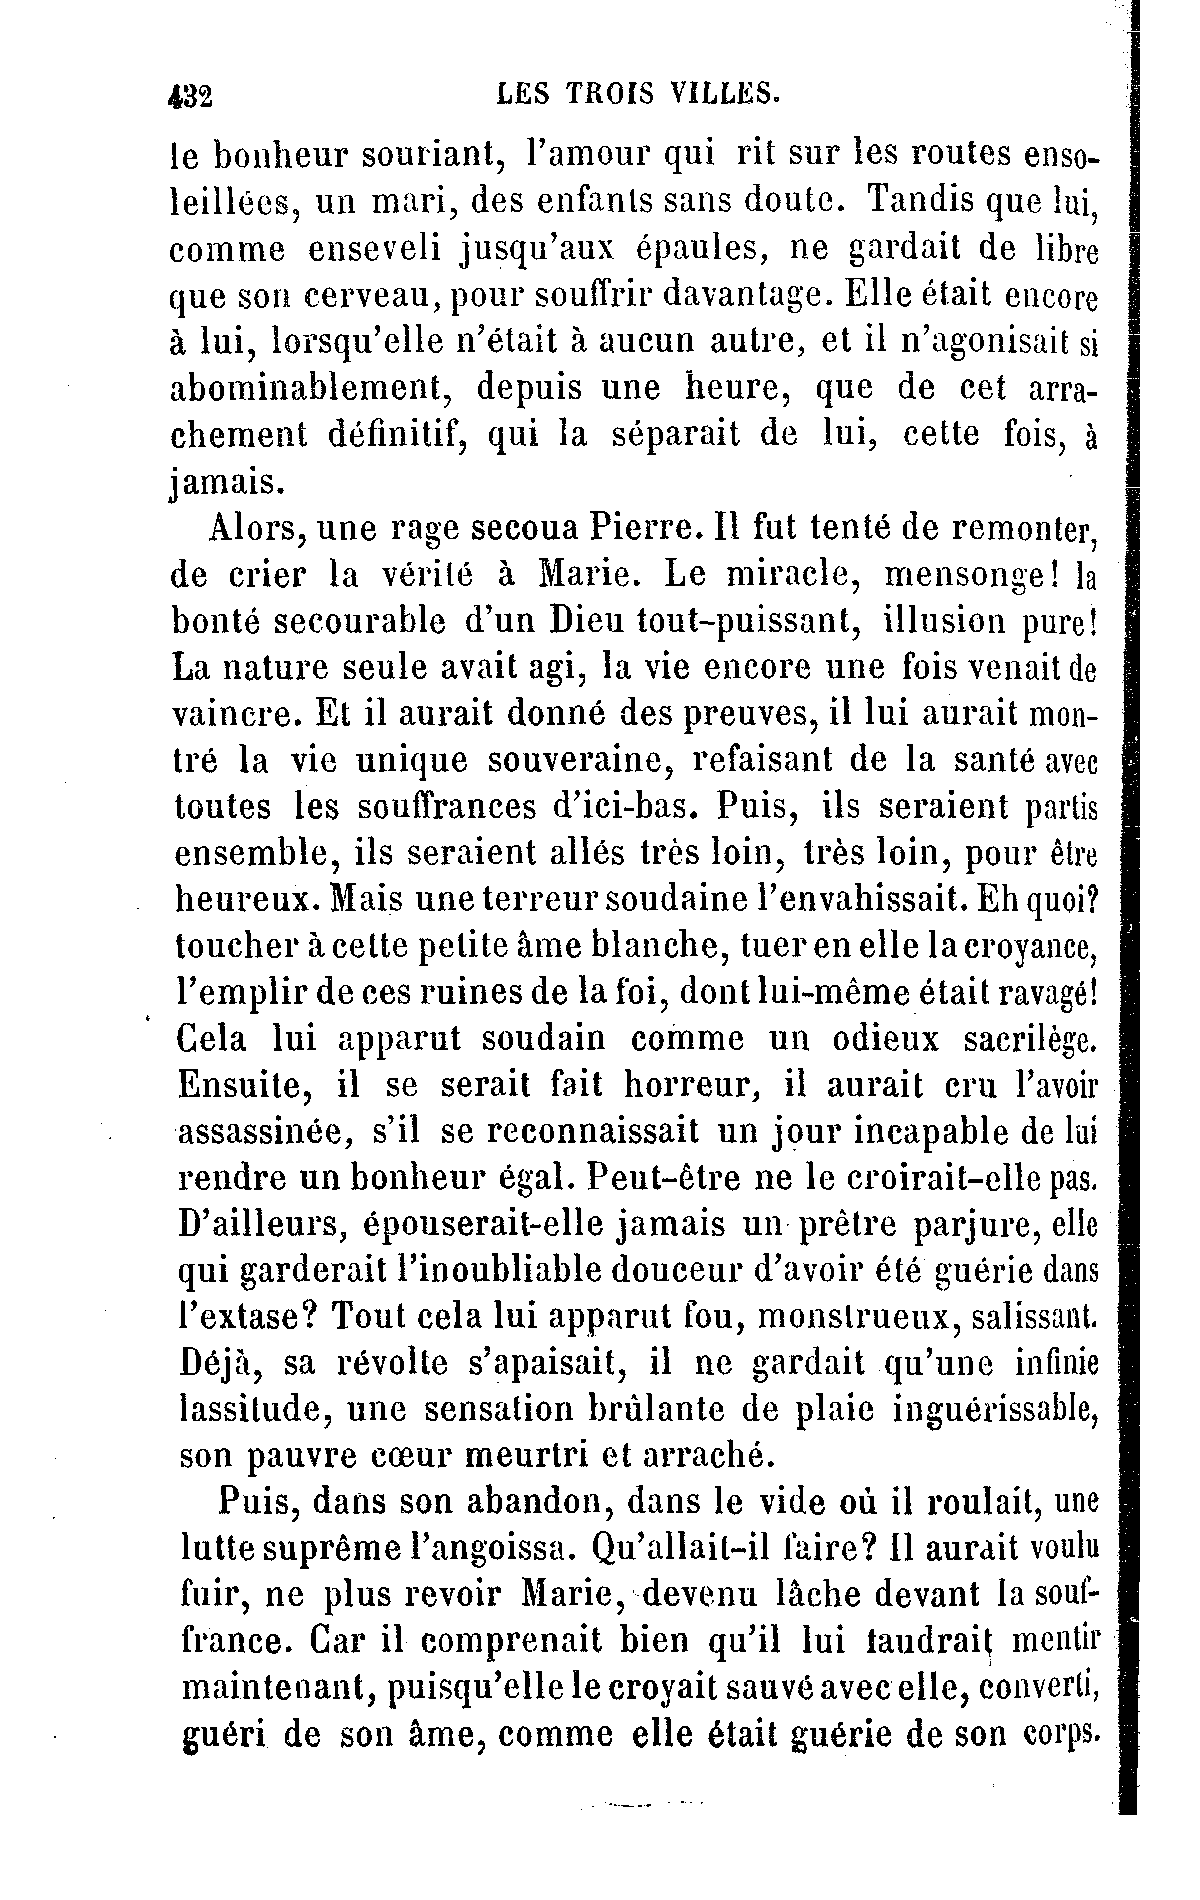 432 LES TROIS VILLES.
le bonheur souriant, l'amour qui rit sur les routes enso-
leillées, un mari, des enfants sans doute. Tandis que lui,
comme enseveli jusqu'aux épaules, ne gardait de libre
que son cerveau, pour souffrir davantage. Elle était encore
à lui, lorsqu'elle n'était à aucun autre, et il n'agonisait si
abominablement, depuis une heure, que de cet arra-
chement définitif, qui la séparait de lui, cette fois, à
jamais.
Alors, une rage secoua Pierre. Il fut tenté de remonter,
de crier la vérité à Marie. Le miracle, mensonge! la
bonté secourable d'un Dieu tout-puissant, illusion pure!
La nature seule avait agi, la vie encore une fois venait de
vaincre. Et il aurait donné des preuves, il lui aurait mon-
tré la vie unique souveraine, refaisant de la santé avec
toutes les souffrances d'ici-bas. Puis, ils seraient partis
ensemble, ils seraient allés très loin, très loin, pour être
heureux. Mais une terreur soudaine l'envahissait. Eh quoi?
toucher à cette petite âme blanche, tuer en elle la croyance,
l'emplir de ces ruines de la foi, dont lui-même était ravagé!
Cela lui apparut soudain comme un odieux sacrilège.
Ensuite, il se serait fait horreur, il aurait cru l'avoir
assassinée, s'il se reconnaissait un jour incapable de lui
rendre un bonheur égal. Peut-être ne le croirait-elle pas.
D'ailleurs, épouserait-elle jamais un prêtre parjure, elle
qui garderait l'inoubliable douceur d'avoir été guérie dans
l'extase? Tout cela lui apparut fou, monstrueux, salissant.
Déjà, sa révolte s'apaisait, il ne gardait qu'une infinie
lassitude, une sensation brûlante de plaie inguérissable,
son pauvre cœur meurtri et arraché.
Puis, dans son abandon, dans le vide où il roulait, une
lutte suprême l'angoissa. Qu'allait-il faire? Il aurait voulu
fuir, ne plus revoir Marie, devenu lâche devant la souf-
france. Car il comprenait bien qu'il lui faudrait mentir
maintenant, puisqu'elle le croyait sauvé avec elle, converti,
guéri de son âme, comme elle était guérie de son corps.